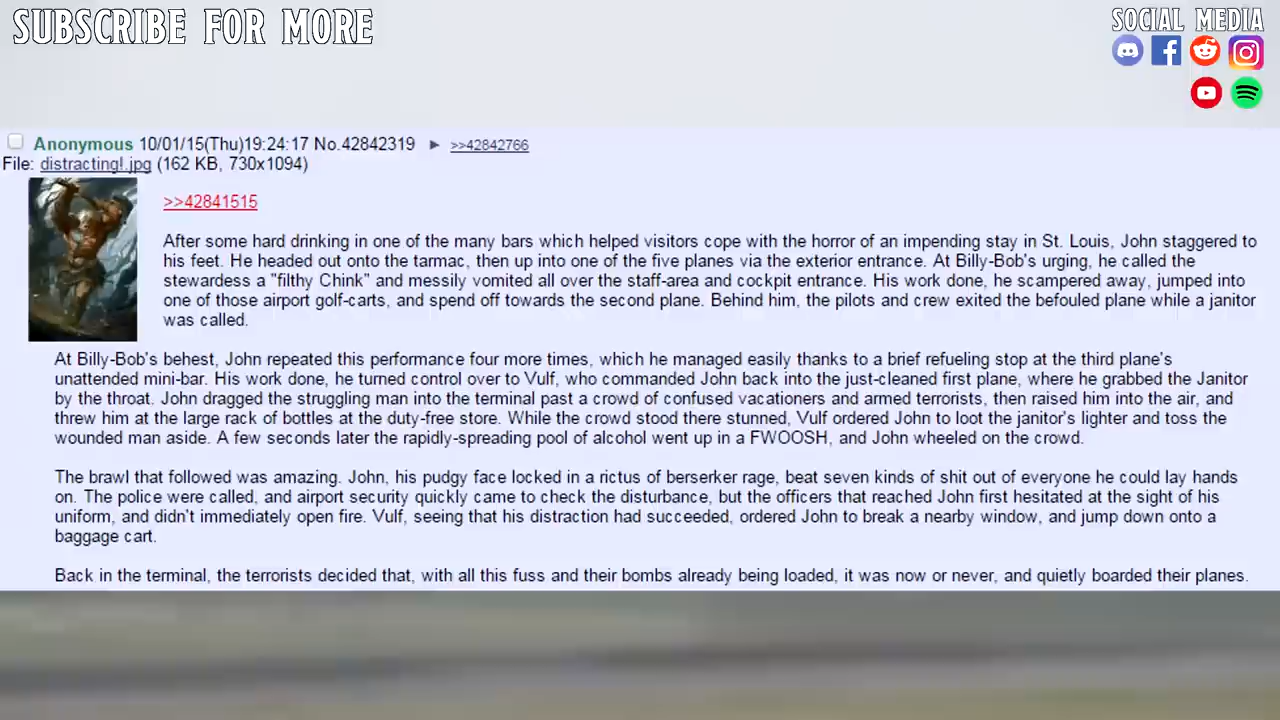 SUBSCRIBE FOR MORE
SOCIAL MEDIA
Anonymous 10/01/15(Thu)19:24:17 No.42842319 ► >>42842766
File: distracting!.jpg (162 KB, 730x1094)
>>42841515
After some hard drinking in one of the many bars which helped visitors cope with the horror of an impending stay in St. Louis, John staggered to
his feet. He headed out onto the tarmac, then up into one of the five planes via the exterior entrance. At Billy-Bob's urging, he called the
stewardess a "filthy Chink" and messily vomited all over the staff-area and cockpit entrance. His work done, he scampered away, jumped into
one of those airport golf-carts, and spend off towards the second plane. Behind him, the pilots and crew exited the befouled plane while a janitor
was called.
At Billy-Bob's behest, John repeated this performance four more times, which he managed easily thanks to a brief refueling stop at the third plane's
unattended mini-bar. His work done, he turned control over to Vulf, who commanded John back into the just-cleaned first plane, where he grabbed the Janitor
by the throat. John dragged the struggling man into the terminal past a crowd of confused vacationers and armed terrorists, then raised him into the air, and
threw him at the large rack of bottles at the duty-free store. While the crowd stood there stunned, Vulf ordered John to loot the janitor's lighter and toss the
wounded man aside. A few seconds later the rapidly-spreading pool of alcohol went up in a FWOOSH, and John wheeled on the crowd.
The brawl that followed was amazing. John, his pudgy face locked in a rictus of berserker rage, beat seven kinds of shit out of everyone he could lay hands
on. The police were called, and airport security quickly came to check the disturbance, but the officers that reached John first hesitated at the sight of his
uniform, and didn't immediately open fire. Vulf, seeing that his distraction had succeeded, ordered John to break a nearby window, and jump down onto a
baggage cart.
Back in the terminal, the terrorists decided that, with all this fuss and their bombs already being loaded, it was now or never, and quietly boarded their planes.